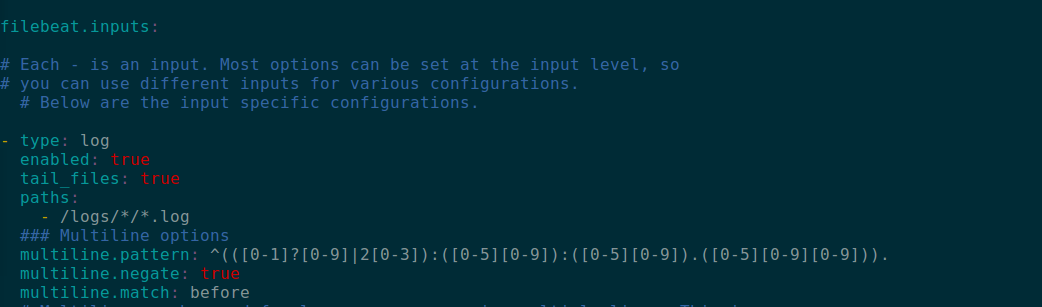 filebeat.inputs:
# Each - is an input. Most options can be set at the input level, so
# you can use different inputs for various configurations.
# Below are the input specific configurations.
- type: log
enabled: true
tail_files: true
paths:
- /logs/*/*.log
### Multiline options
multiline.pattern: ^(([0-1]?[0-9]|2[0-3]):([0-5][0-9]):([0-5][0-9]).([0-5][0-9][0-9])).
multiline.negate: true
multiline.match: before